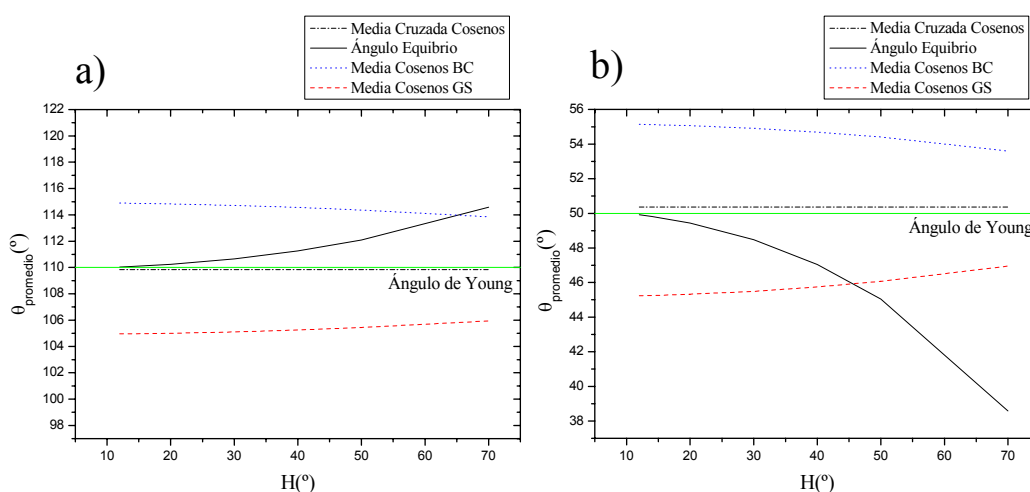 a)
Media Cruzada Cosenos
Ángulo Equibrio
Media Cosenos BC
Media Cosenos GS
122
120
118
116
114
112
110
108
106
104
102
100
98
θpromedio(º)
Ángulo de Young
10 20 30 40 50 60 70
H(º)
b)
Media Cruzada Cosenos
Ángulo Equibrio
Media Cosenos BC
Media Cosenos GS
56
54
52
50
48
46
44
42
40
38
θpromedio(º)
Ángulo de Young
10 20 30 40 50 60 70
H(º)